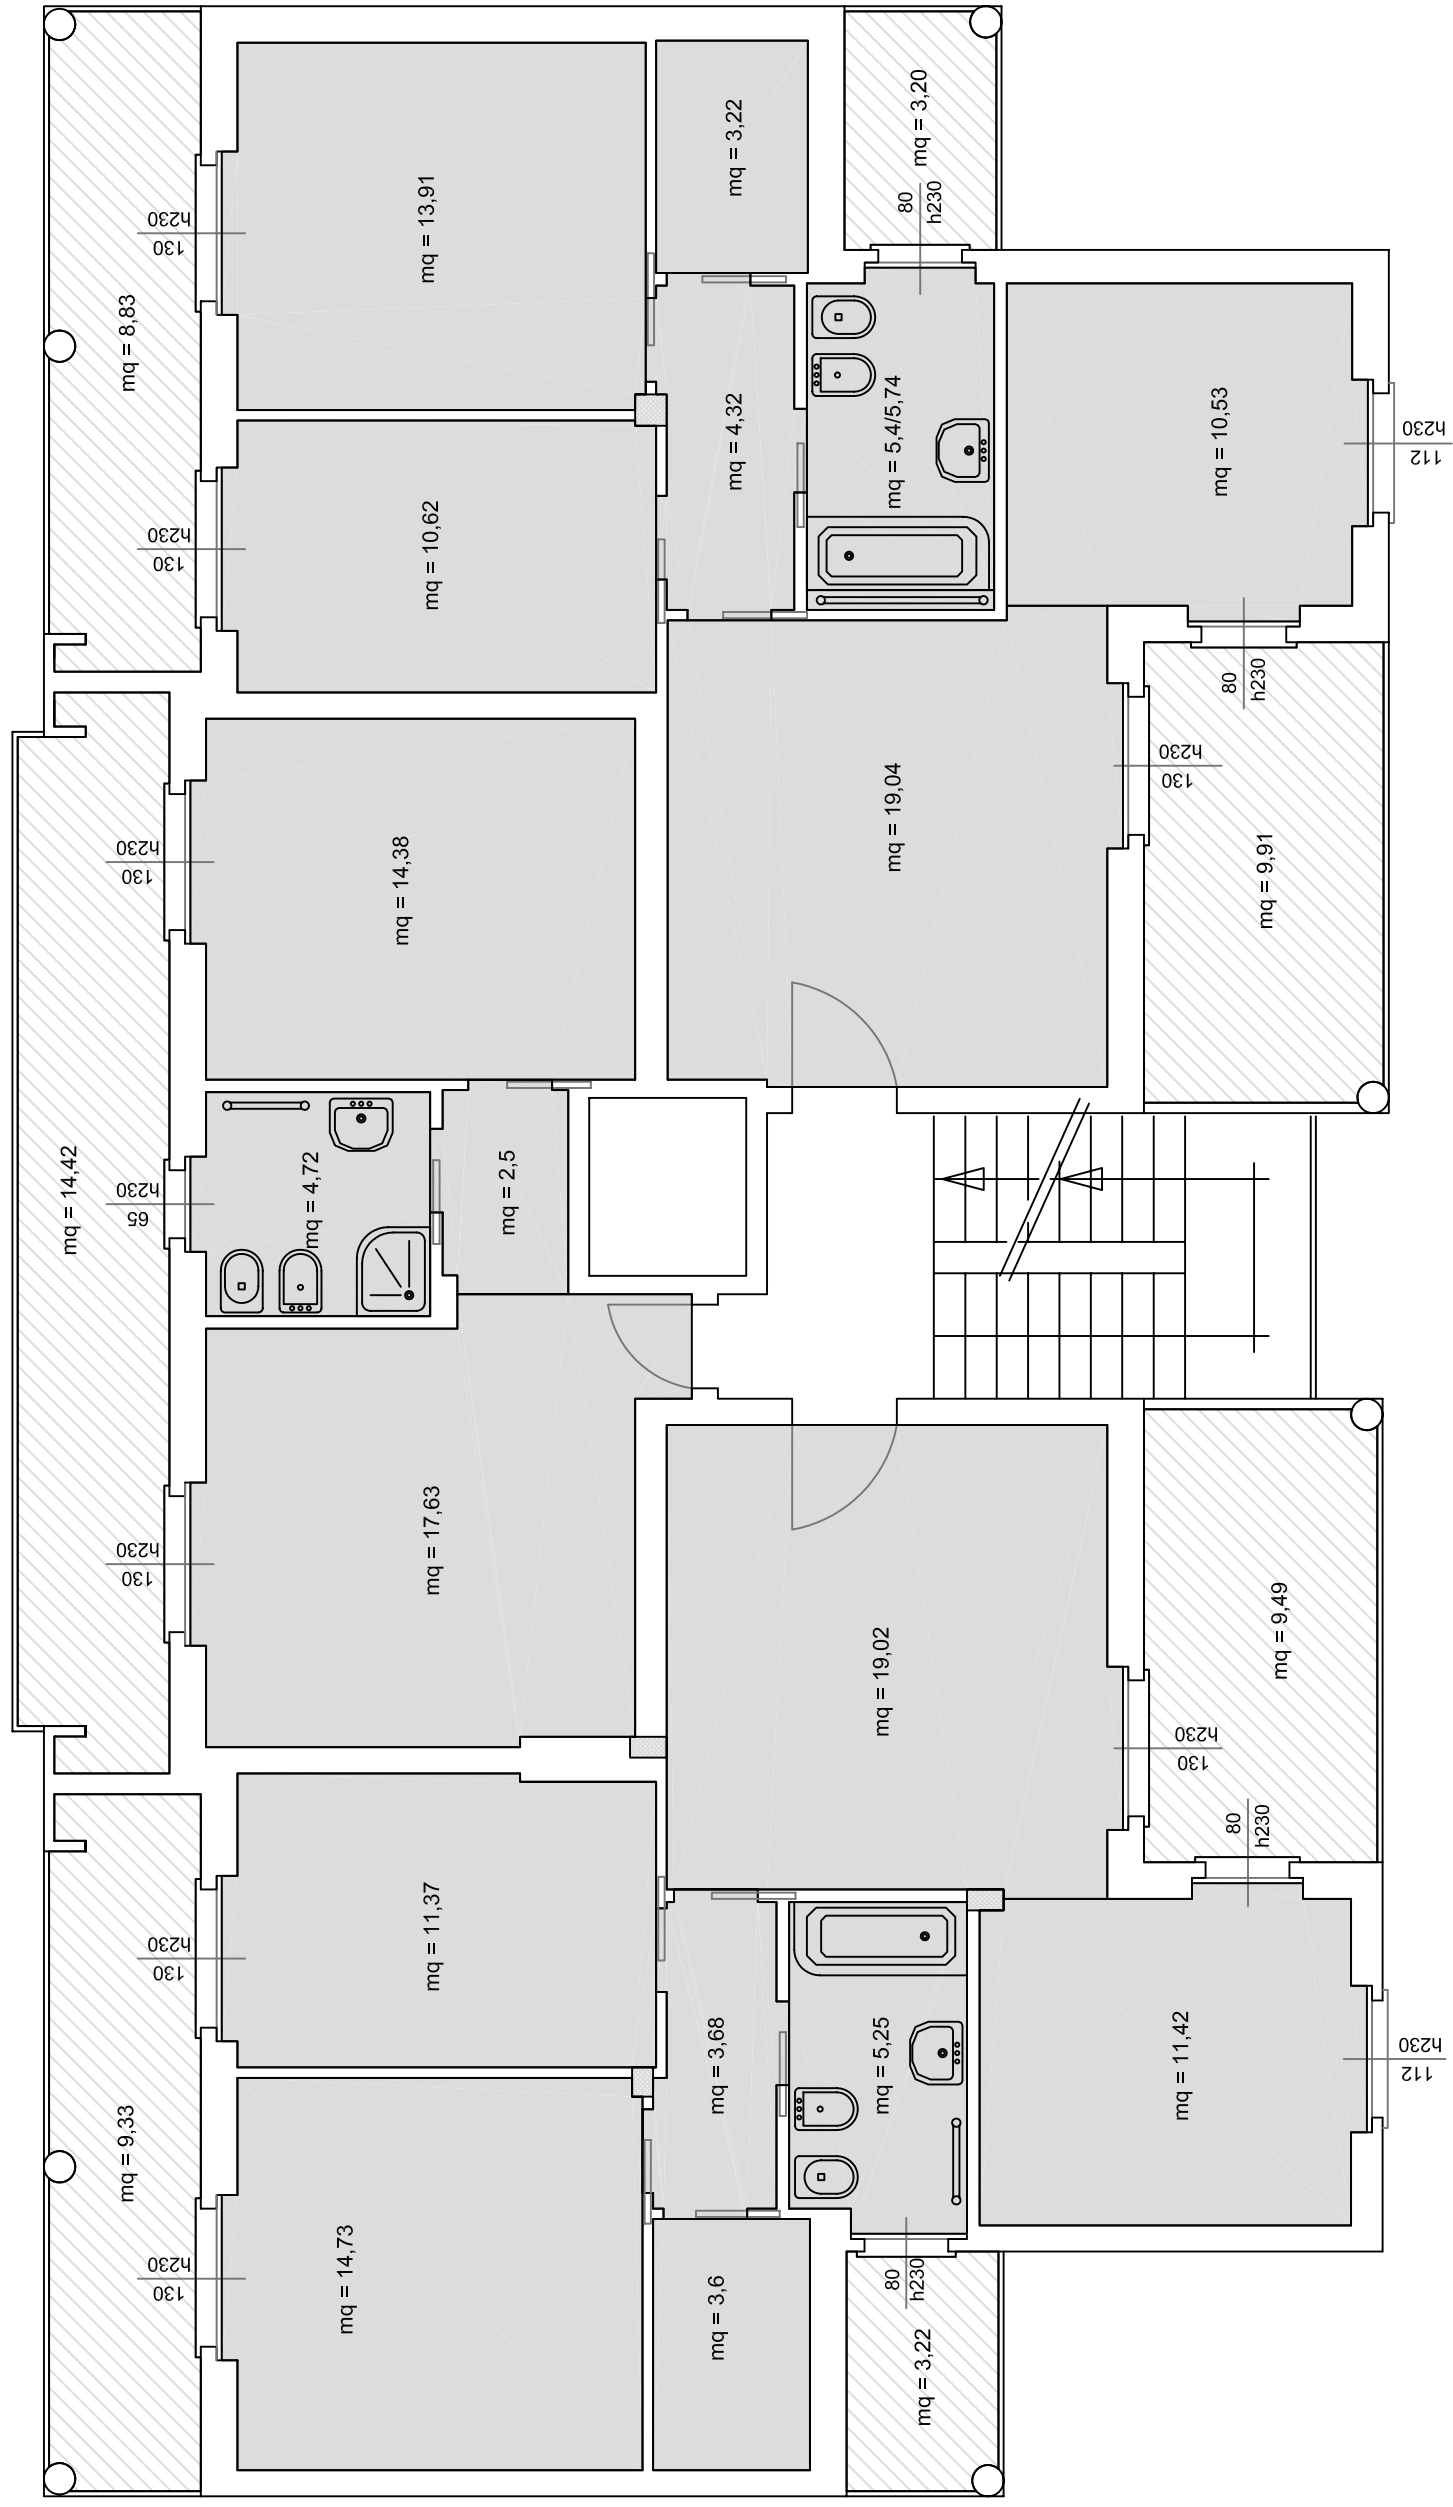 mq = 3,20
mq = 3,22
mq = 13,91
h230
130
80
h230
mq = 8,83
mq = 4,32
mq = 5,4/5,74
mq = 10,53
h230
112
mq = 10,62
h230
130
80
h230
h230
130
mq = 19,04
mq = 14,38
h230
130
mq = 9,91
mq = 14,42
h230
65
mq = 4,72
mq = 2,5
mq = 17,63
h230
130
mq = 9,49
mq = 19,02
h230
130
80
h230
mq = 11,37
h230
130
mq = 3,68
mq = 5,25
mq = 11,42
h230
112
mq = 9,33
mq = 14,73
h230
130
80
h230
mq = 3,6
mq = 3,22